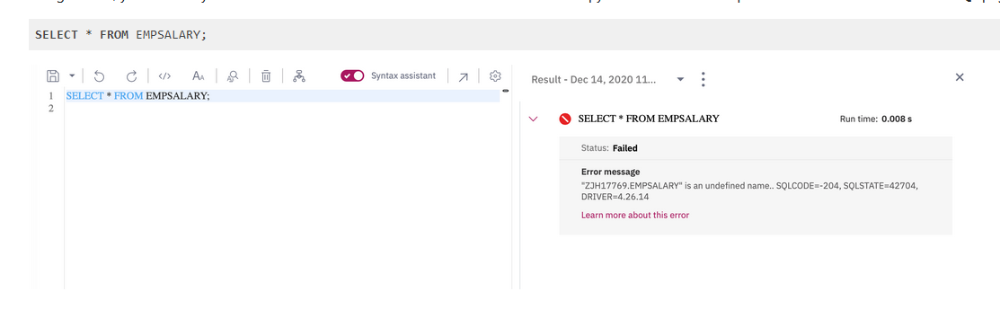 SELECT * FROM EMPSALARY;
Syntax assistant
1 SELECT * FROM EMPSALARY;
2
Result - Dec 14, 2020 11...
SELECT * FROM EMPSALARY
Run time: 0.008 s
Status: Failed
Error message
"ZJH17769.EMPSALARY" is an undefined name.. SQLCODE=-204, SQLSTATE=42704,
DRIVER=4.26.14
Learn more about this error